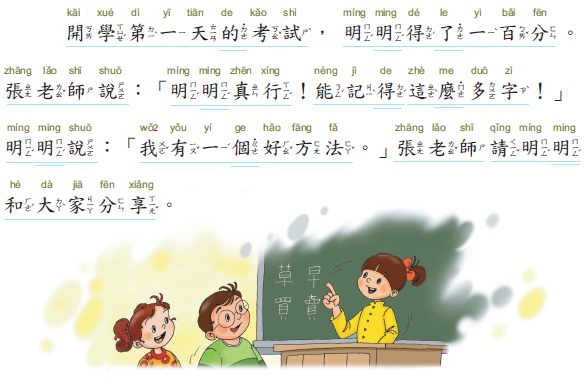 kāi xué dì yī tiān de kǎo shì míng ming dé le yì bǎi fēn
開學第一天的考試，明明得了一百分。
zhāng lǎo shī shuō míng ming zhēn xíng néng jì de zhè me duō zì
張老師說：「明明真行！能記得這麼多字！」
míng ming shuō wǒ2 yǒu yí ge hǎo fāng fǎ zhāng lǎo shī qǐng míng ming
明明說：「我有一個好方法。」張老師請明明
hé dà jiā fēn xiǎng
和大家分享。
草 早
買 賣